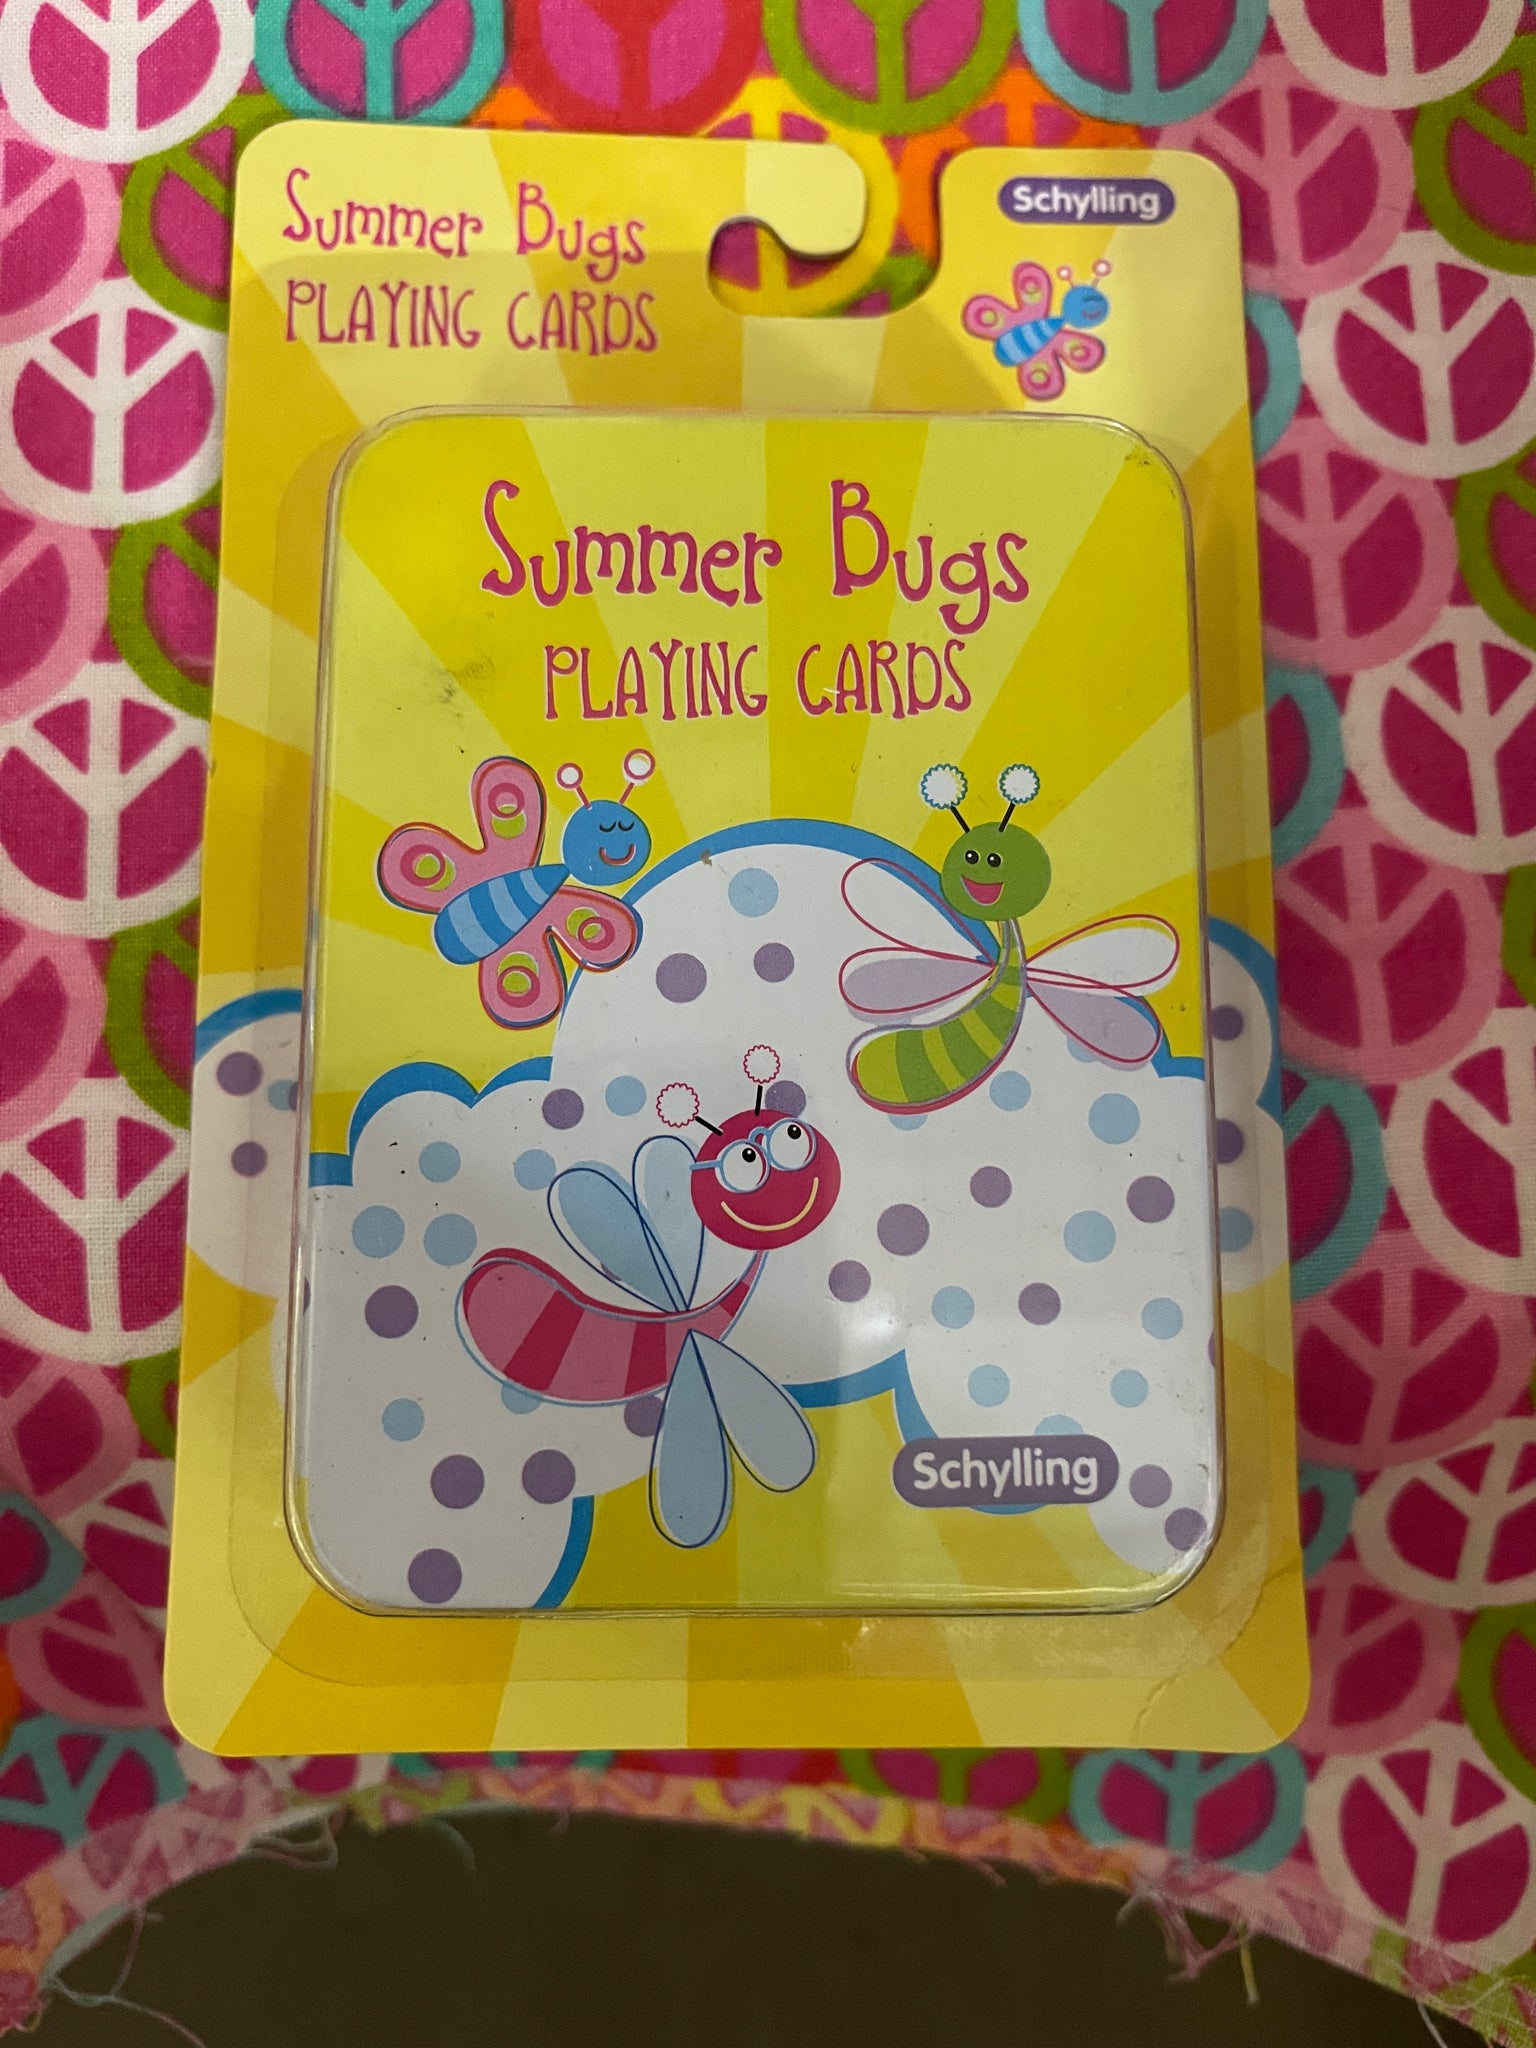 Summer Bugs
PLAYING CARDS
Schylling
Summer Bugs
PLAYING CARDS
Schylling